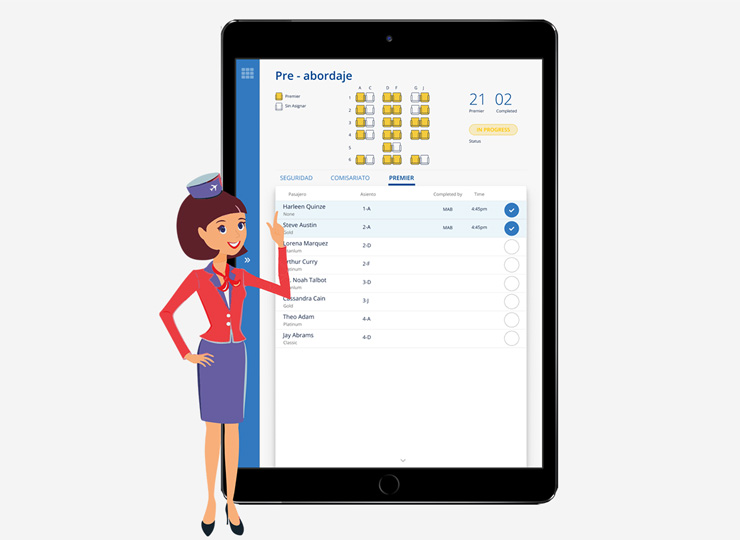 Pre - abordaje
Premier
Sin Asignar
A C D F G J
1
2
3
4
5
6
21 02
Premier Completed
IN PROGRESS
Status
SEGURIDAD COMISARIATO PREMIER
Pasajero Asiento Completed by Time
Harleen Quinze 1-A MAB 4:45pm
None
Steve Austin 2-A MAB 4:45pm
Gold
Lorena Marquez 2-D
Arthur Curry 2-F
Noah Talbot 3-D
Cassandra Cain 3-J
Gold
Theo Adam 4-A
Platinum
Jay Abrams 4-D
Classic